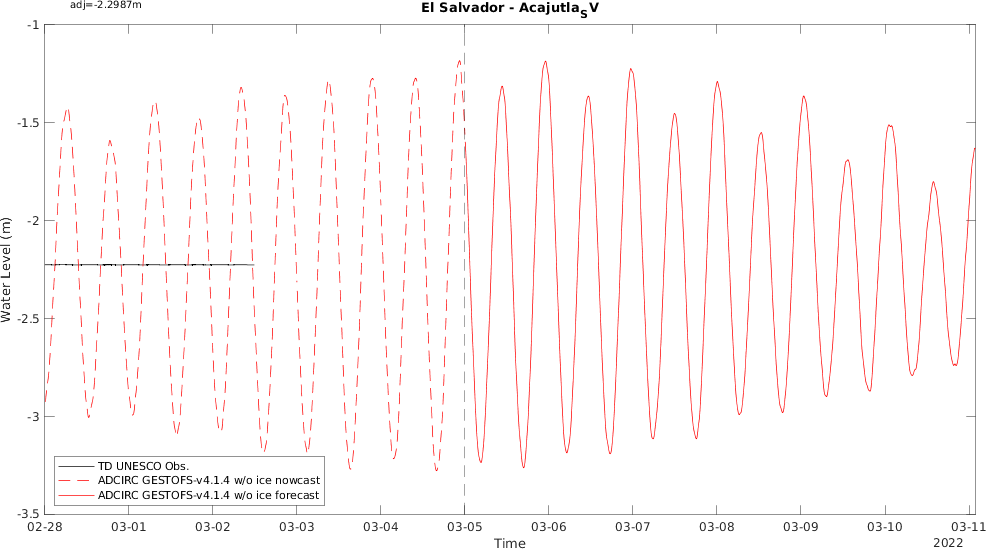 adj=-2.2987m
El Salvador - Acajutla_SV
Water Level (m)
-1
-1.5
-2
-2.5
-3
-3.5
TD UNESCO Obs.
ADCIRC GESTOFS-v4.1.4 w/o ice nowcast
ADCIRC GESTOFS-v4.1.4 w/o ice forecast
02-28 03-01 03-02 03-03 03-04 03-05 03-06 03-07 03-08 03-09 03-10 03-11
Time
2022